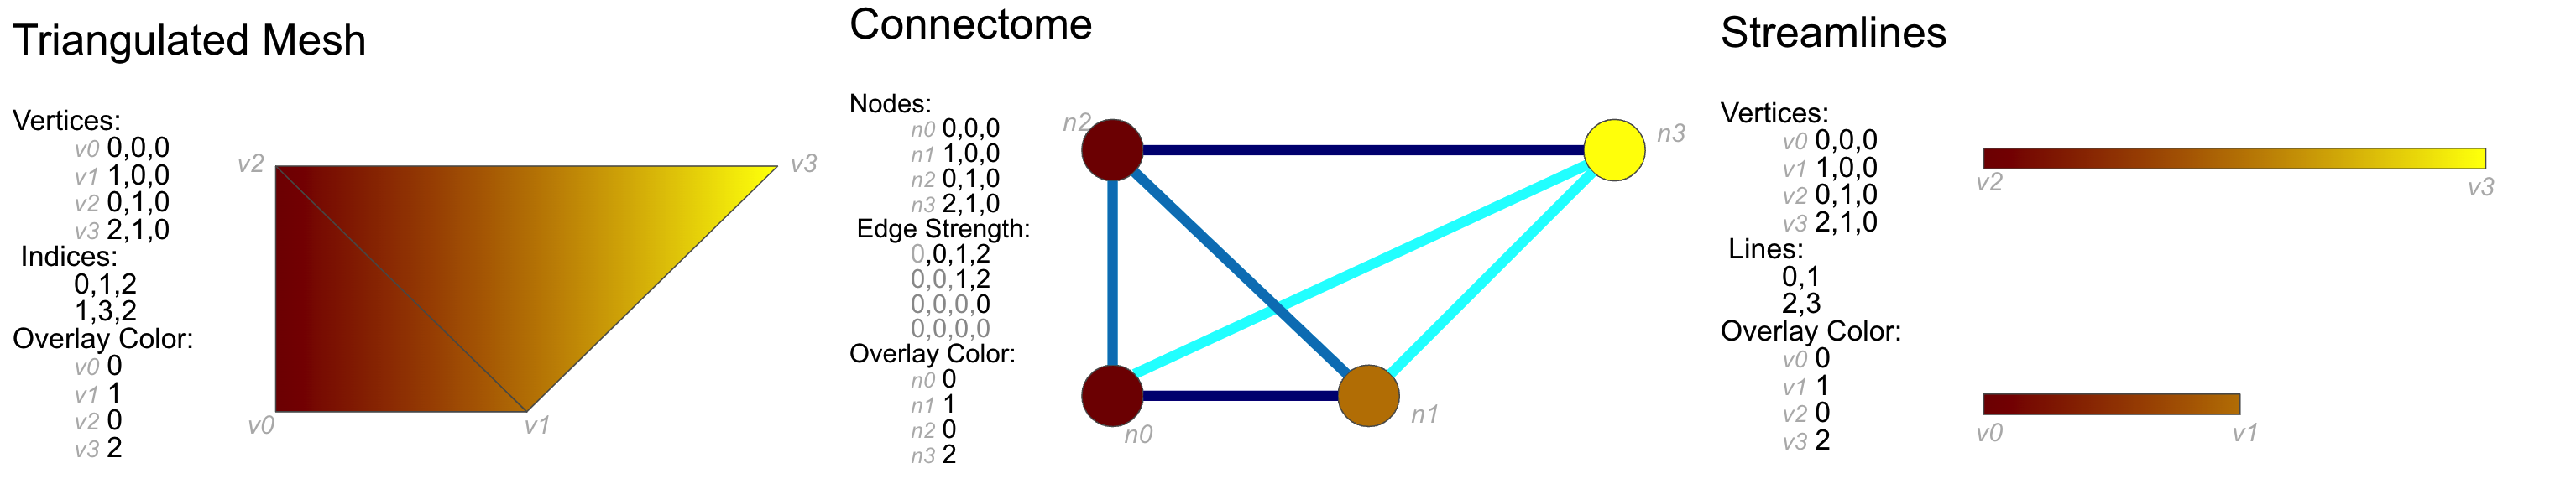 Triangulated Mesh
Vertices:
v0 0,0,0
v1 1,0,0
v2 0,1,0
v3 2,1,0
Indices:
0,1,2
1,3,2
Overlay Color:
v0 0
v1 1
v2 0
v3 2
v2
v3
v0
v1
Connectome
Nodes:
n0 0,0,0
n1 1,0,0
n2 0,1,0
n3 2,1,0
Edge Strength:
0,0,1,2
0,0,1,2
0,0,0,0
0,0,0,0
Overlay Color:
n0 0
n1 1
n2 0
n3 2
n2
n3
n0
n1
Streamlines
Vertices:
v0 0,0,0
v1 1,0,0
v2 0,1,0
v3 2,1,0
Lines:
0,1
2,3
Overlay Color:
v0 0
v1 1
v2 0
v3 2
v2
v3
v0
v1